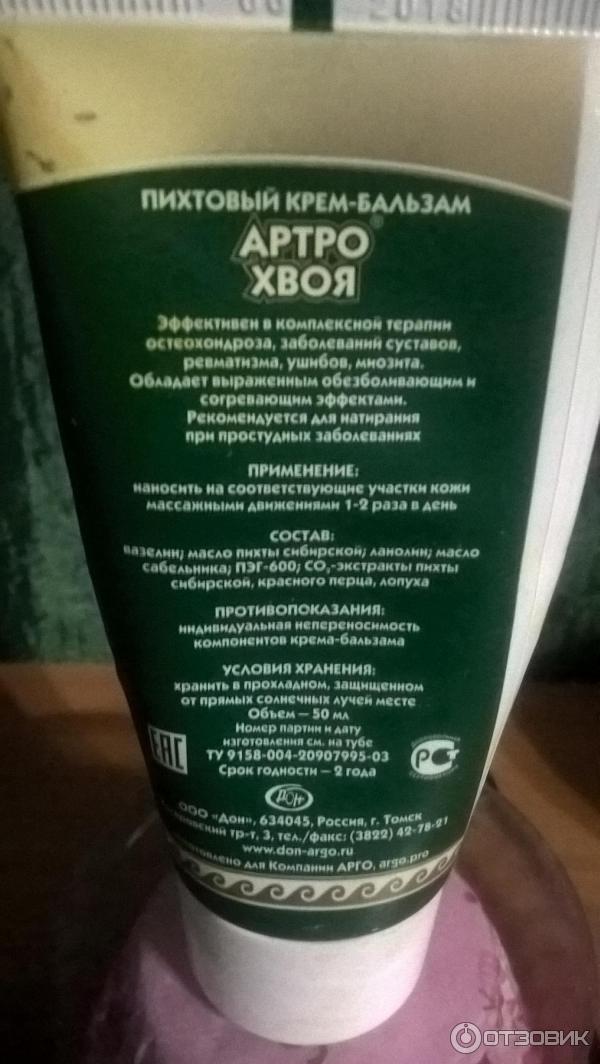 2018
ПИХТОВЫЙ КРЕМ-БАЛЬЗАМ
АРТРО®
ХВОЯ
Эффективен в комплексной терапии
остеохондроза, заболеваний суставов,
ревматизма, ушибов, миозита.
Обладает выраженным обезболивающим и
согревающим эффектами.
Рекомендуется для натирания
при простудных заболеваниях
ПРИМЕНЕНИЕ:
наносить на соответствующие участки кожи
массажными движениями 1-2 раза в день
СОСТАВ:
вазелин; масло пихты сибирской; ланолин; масло
сабельника; ПЭГ-600; CO₂-экстракты пихты
сибирской, красного перца, лопуха
ПРОТИВОПОКАЗАНИЯ:
индивидуальная непереносимость
компонентов крема-бальзама
УСЛОВИЯ ХРАНЕНИЯ:
хранить в прохладном, защищенном
от прямых солнечных лучей месте
Объем – 50 мл
Номер партии и дату
изготовления см. на тубе
ТУ 9158-004-20907995-03
Срок годности – 2 года
EAC
РСТ
ДОН
ООО «Дон», 634045, Россия, г. Томск
тр-т, 3, тел./факс: (3822) 42-78-21
www.don-argo.ru
для Компании АРГО, argo.pro
ОТЗОВИК